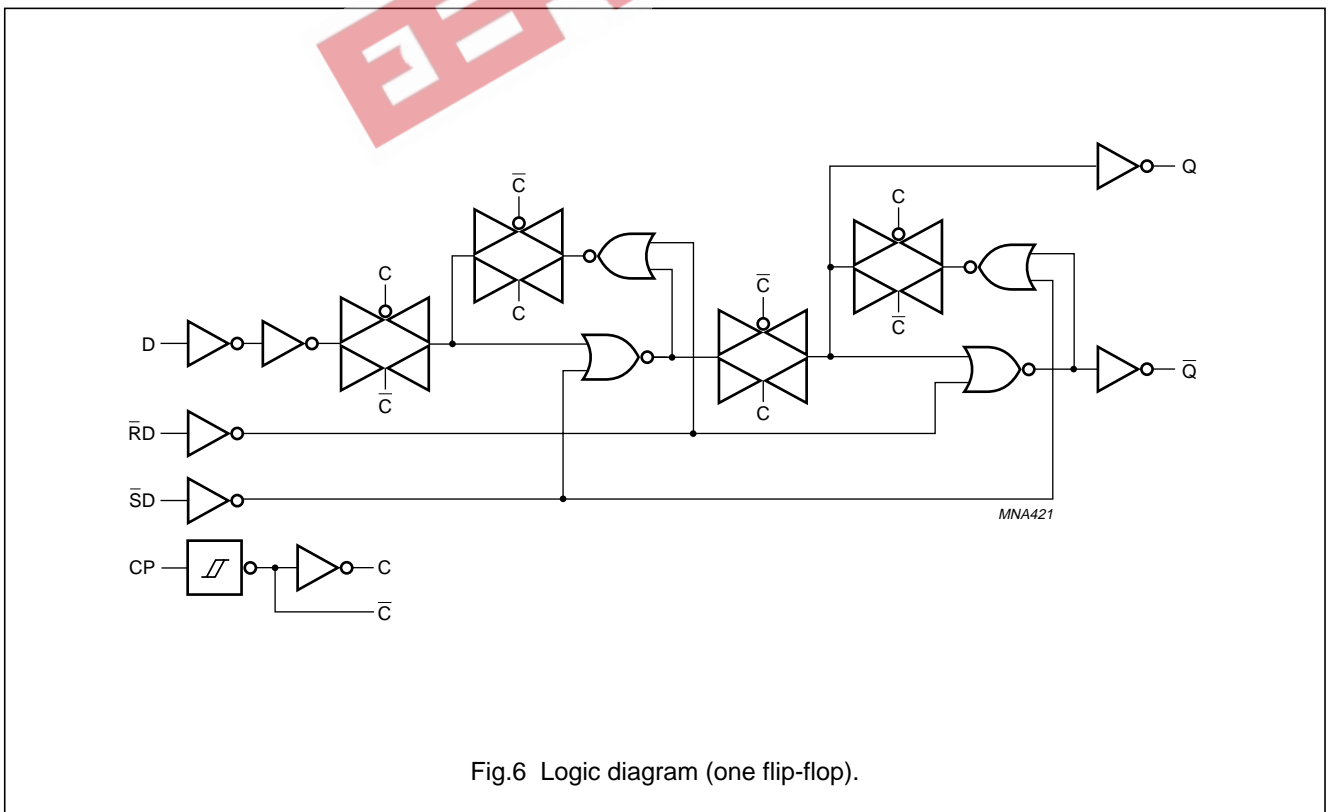 Q
C̅
C
C
C̅
C
C̅
C̅
D
Q̅
C̅
C
R̅D
S̅D
MNA421
CP
C
C̅
Fig.6 Logic diagram (one flip-flop).